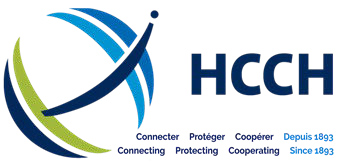 HCCH
Connecter Protéger Coopérer Depuis 1893
Connecting Protecting Cooperating Since 1893